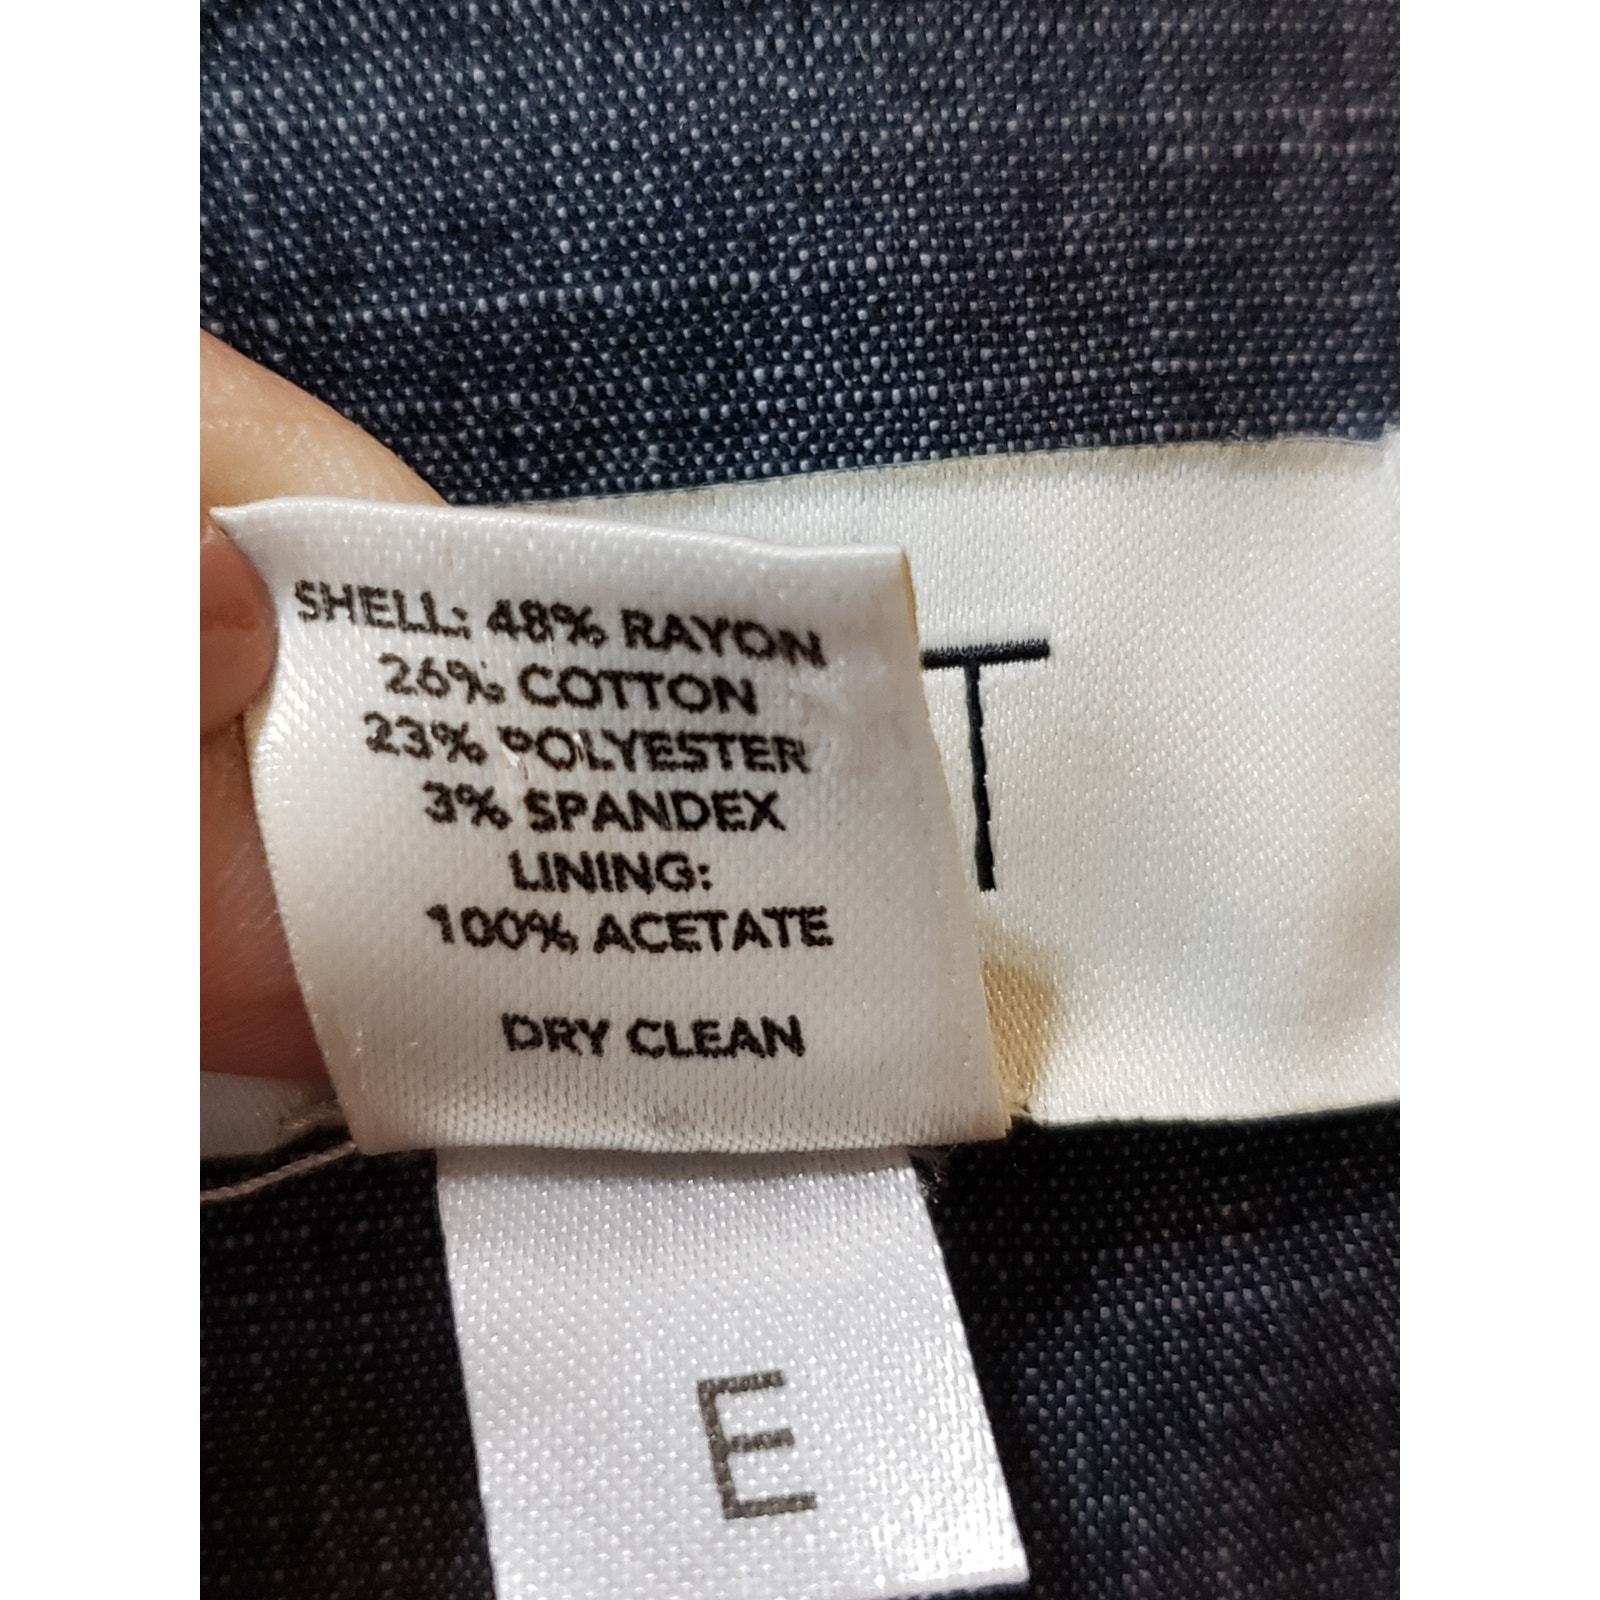 SHELL: 48% RAYON
26% COTTON
23% POLYESTER
3% SPANDEX
LINING:
100% ACETATE
DRY CLEAN
T
E